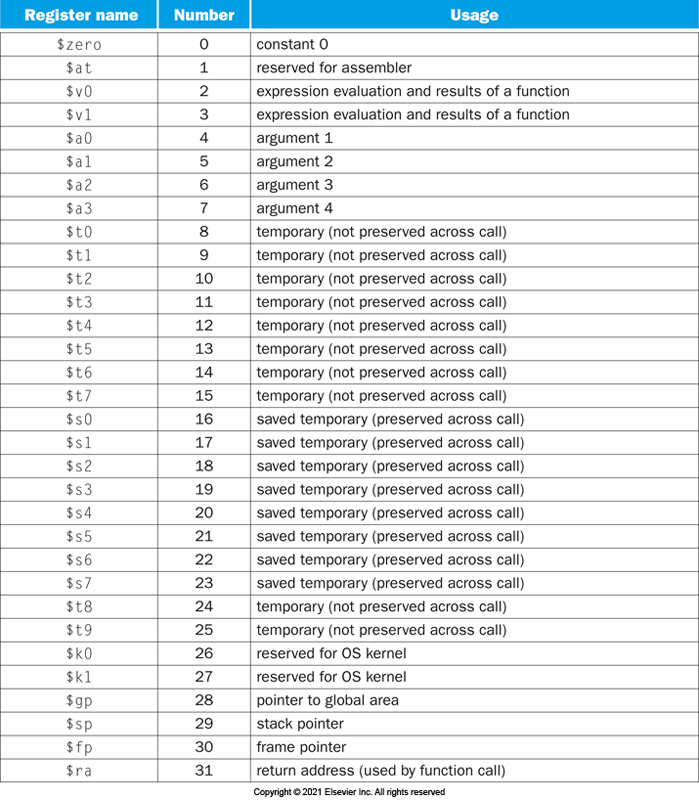 Register name Number Usage
$zero 0 constant 0
$at 1 reserved for assembler
$v0 2 expression evaluation and results of a function
$v1 3 expression evaluation and results of a function
$a0 4 argument 1
$a1 5 argument 2
$a2 6 argument 3
$a3 7 argument 4
$t0 8 temporary (not preserved across call)
$t1 9 temporary (not preserved across call)
$t2 10 temporary (not preserved across call)
$t3 11 temporary (not preserved across call)
$t4 12 temporary (not preserved across call)
$t5 13 temporary (not preserved across call)
$t6 14 temporary (not preserved across call)
$t7 15 temporary (not preserved across call)
$s0 16 saved temporary (preserved across call)
$s1 17 saved temporary (preserved across call)
$s2 18 saved temporary (preserved across call)
$s3 19 saved temporary (preserved across call)
$s4 20 saved temporary (preserved across call)
$s5 21 saved temporary (preserved across call)
$s6 22 saved temporary (preserved across call)
$s7 23 saved temporary (preserved across call)
$t8 24 temporary (not preserved across call)
$t9 25 temporary (not preserved across call)
$k0 26 reserved for OS kernel
$k1 27 reserved for OS kernel
$gp 28 pointer to global area
$sp 29 stack pointer
$fp 30 frame pointer
$ra 31 return address (used by function call)
Copyright © 2021 Elsevier Inc. All rights reserved